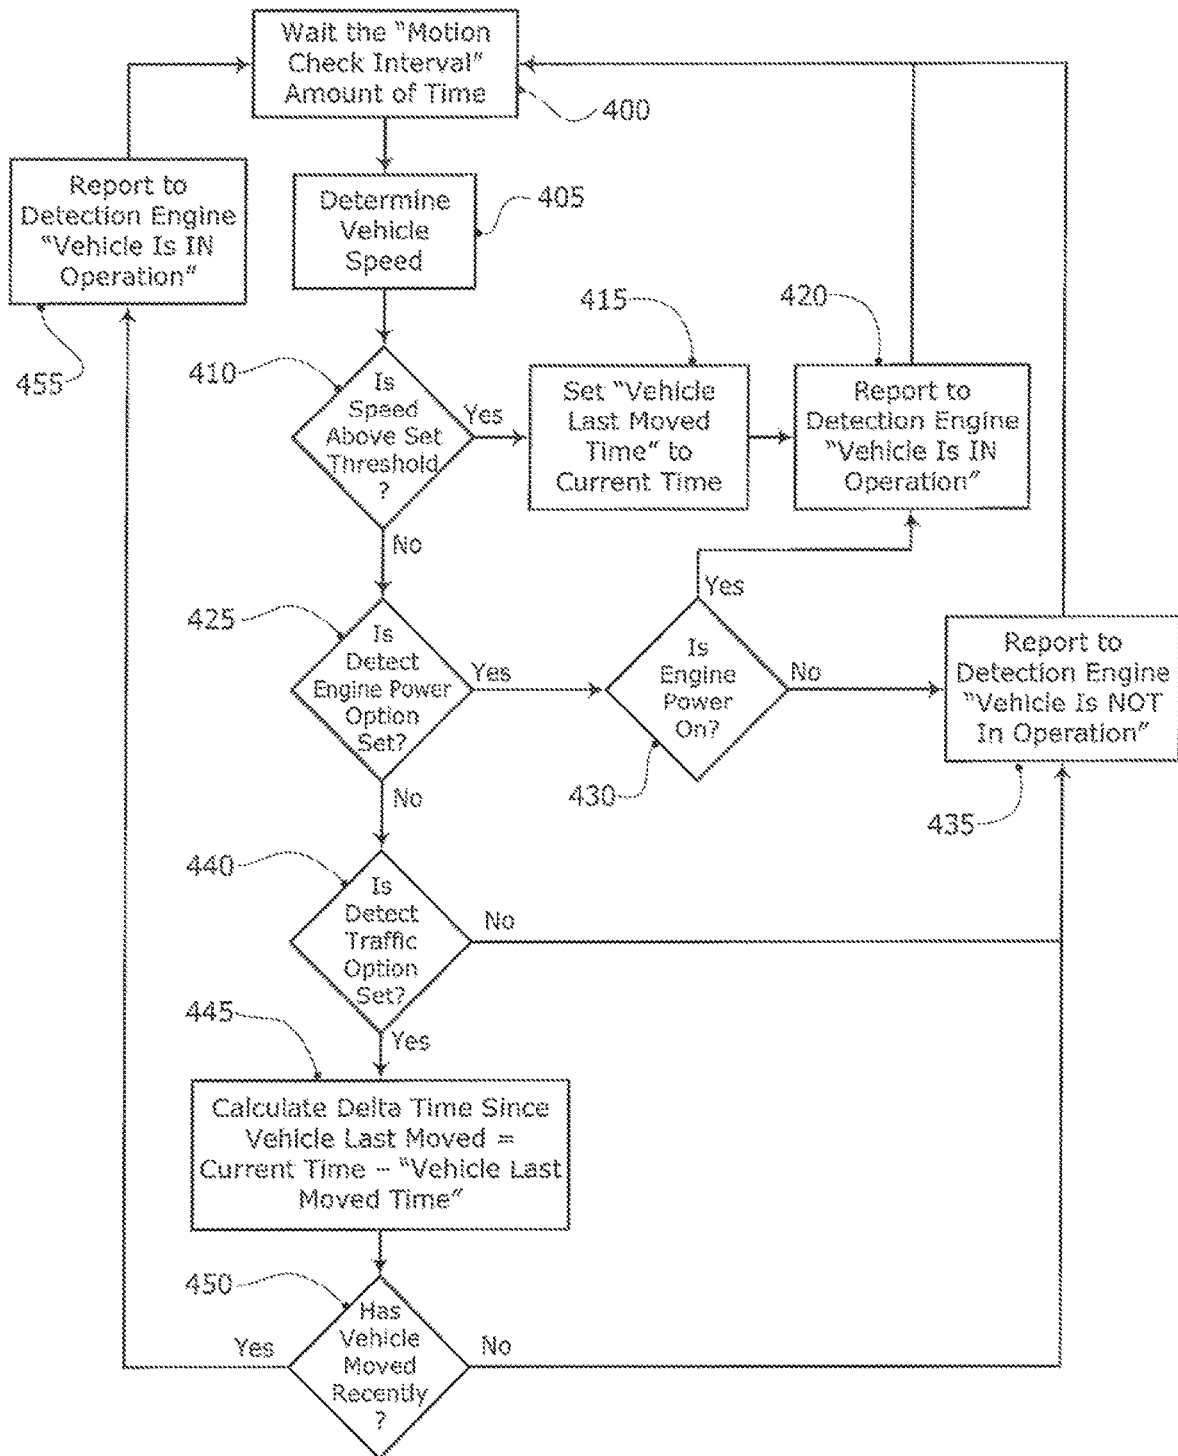 Wait the “Motion
Check Interval”
Amount of Time
400
Report to
Detection Engine
“Vehicle Is IN
Operation”
455
Determine
Vehicle
Speed
405
410
Is
Speed
Above Set
Threshold
?
Yes
No
415
Set “Vehicle
Last Moved
Time” to
Current Time
420
Report to
Detection Engine
“Vehicle Is IN
Operation”
425
Is
Detect
Engine Power
Option
Set?
Yes
No
Is
Engine
Power
On?
430
Yes
No
Report to
Detection Engine
“Vehicle Is NOT
In Operation”
435
440
Is
Detect
Traffic
Option
Set?
No
Yes
445
Calculate Delta Time Since
Vehicle Last Moved =
Current Time – “Vehicle Last
Moved Time”
450
Has
Vehicle
Moved
Recently
?
Yes
No